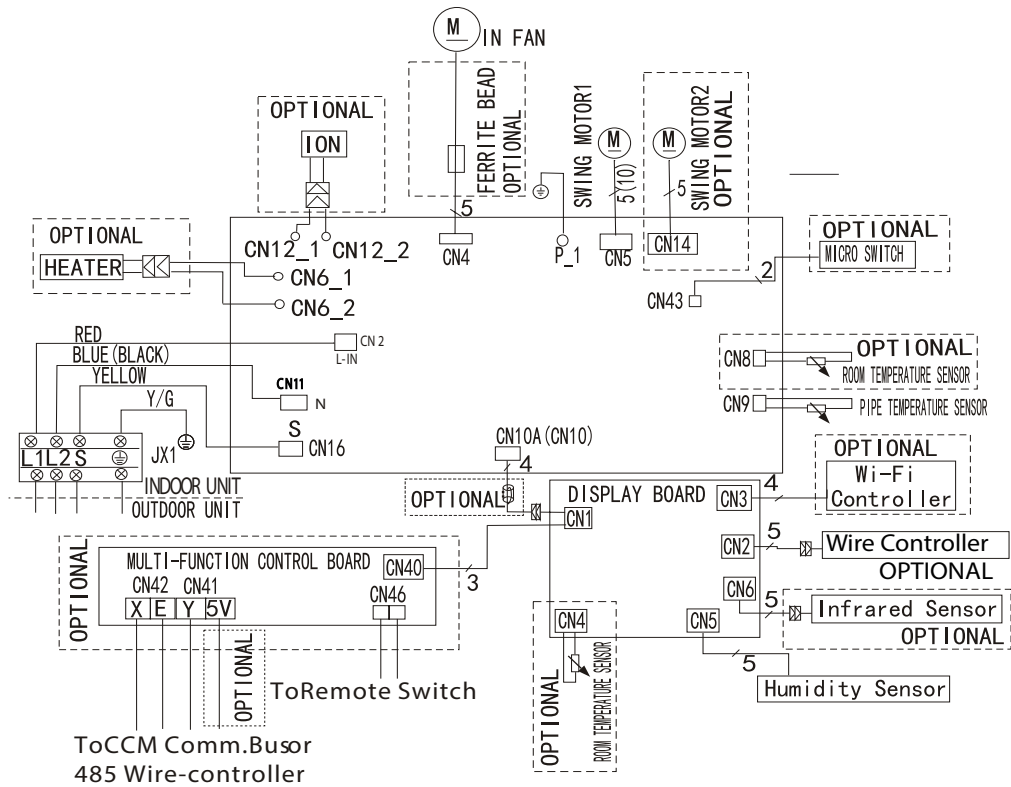 M
IN FAN
OPTIONAL
ION
FERRITE BEAD
OPTIONAL
SWING MOTOR1
M
5(10)
M
5
SWING MOTOR2
OPTIONAL
5
OPTIONAL
HEATER
CN12_1
CN12_2
CN6_1
CN6_2
CN4
P_1
CN5
CN14
OPTIONAL
MICRO SWITCH
2
CN43
RED
BLUE(BLACK)
YELLOW
Y/G
CN2
L-IN
CN11
N
S
CN16
CN8
OPTIONAL
ROOM TEMPERATURE SENSOR
CN9
PIPE TEMPERATURE SENSOR
L1 L2 S
JX1
INDOOR UNIT
OUTDOOR UNIT
CN10A(CN10)
4
OPTIONAL
DISPLAY BOARD
CN1
CN3
4
OPTIONAL
Wi-Fi
Controller
CN2
5
Wire Controller
OPTIONAL
CN6
5
Infrared Sensor
OPTIONAL
CN5
5
Humidity Sensor
CN4
OPTIONAL
ROOM TEMPERATURE SENSOR
OPTIONAL
MULTI-FUNCTION CONTROL BOARD
CN40
3
CN42
CN41
X E Y 5V
CN46
OPTIONAL
ToRemote Switch
ToCCM Comm.Busor
485 Wire-controller